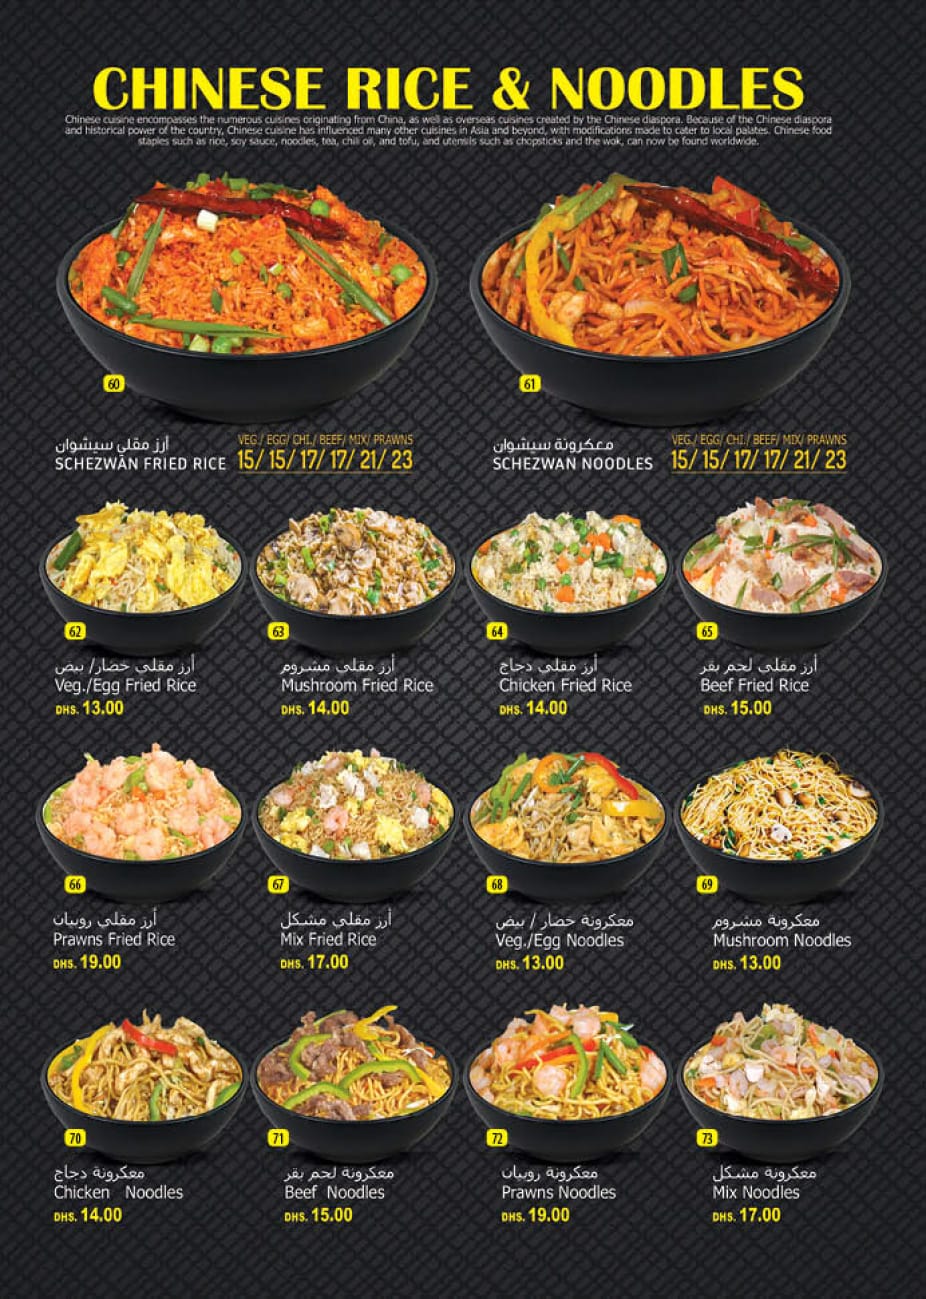 CHINESE RICE & NOODLES
Chinese cuisine encompasses the numerous cuisines originating from China, as well as overseas cuisines created by the Chinese diaspora. Because of the Chinese diaspora
and historical power of the country, Chinese cuisine has influenced many other cuisines in Asia and beyond, with modifications made to cater to local palates. Chinese food
staples such as rice, soy sauce, noodles, tea, chili oil, and tofu, and utensils such as chopsticks and the wok, can now be found worldwide.
60
أرز مقلي سيشوان
SCHEZWAN FRIED RICE
VEG./ EGG/ CHI./ BEEF/ MIX/ PRAWNS
15/ 15/ 17/ 17/ 21/ 23
61
معكرونة سيشوان
SCHEZWAN NOODLES
VEG./ EGG/ CHI./ BEEF/ MIX/ PRAWNS
15/ 15/ 17/ 17/ 21/ 23
62
أرز مقلي خضار/ بيض
Veg./Egg Fried Rice
DHS. 13.00
63
أرز مقلي مشروم
Mushroom Fried Rice
DHS. 14.00
64
أرز مقلي دجاج
Chicken Fried Rice
DHS. 14.00
65
أرز مقلي لحم بقر
Beef Fried Rice
DHS. 15.00
66
أرز مقلي روبيان
Prawns Fried Rice
DHS. 19.00
67
أرز مقلي مشكل
Mix Fried Rice
DHS. 17.00
68
معكرونة خضار / بيض
Veg./Egg Noodles
DHS. 13.00
69
معكرونة مشروم
Mushroom Noodles
DHS. 13.00
70
معكرونة دجاج
Chicken Noodles
DHS. 14.00
71
معكرونة لحم بقر
Beef Noodles
DHS. 15.00
72
معكرونة روبيان
Prawns Noodles
DHS. 19.00
73
معكرونة مشكل
Mix Noodles
DHS. 17.00